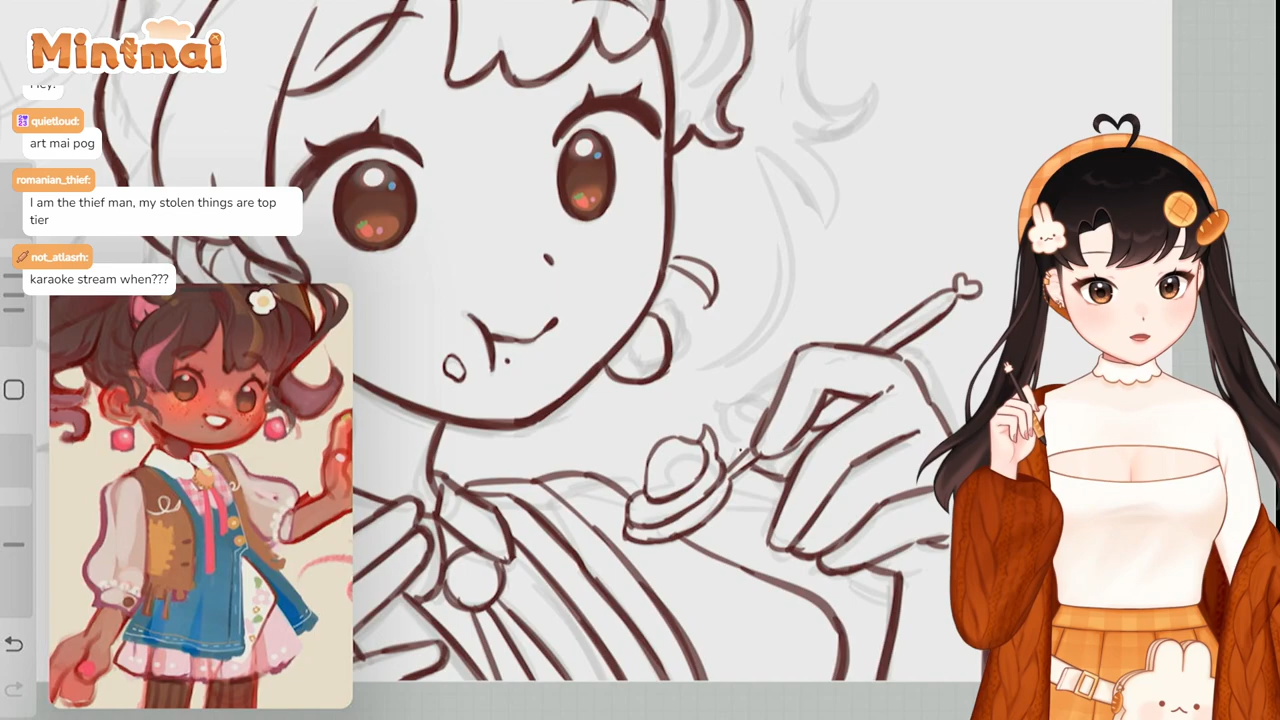 Mintmai
Hey!
quietloud:
art mai pog
romanian_thief:
I am the thief man, my stolen things are top
tier
not_atlasrh:
karaoke stream when???